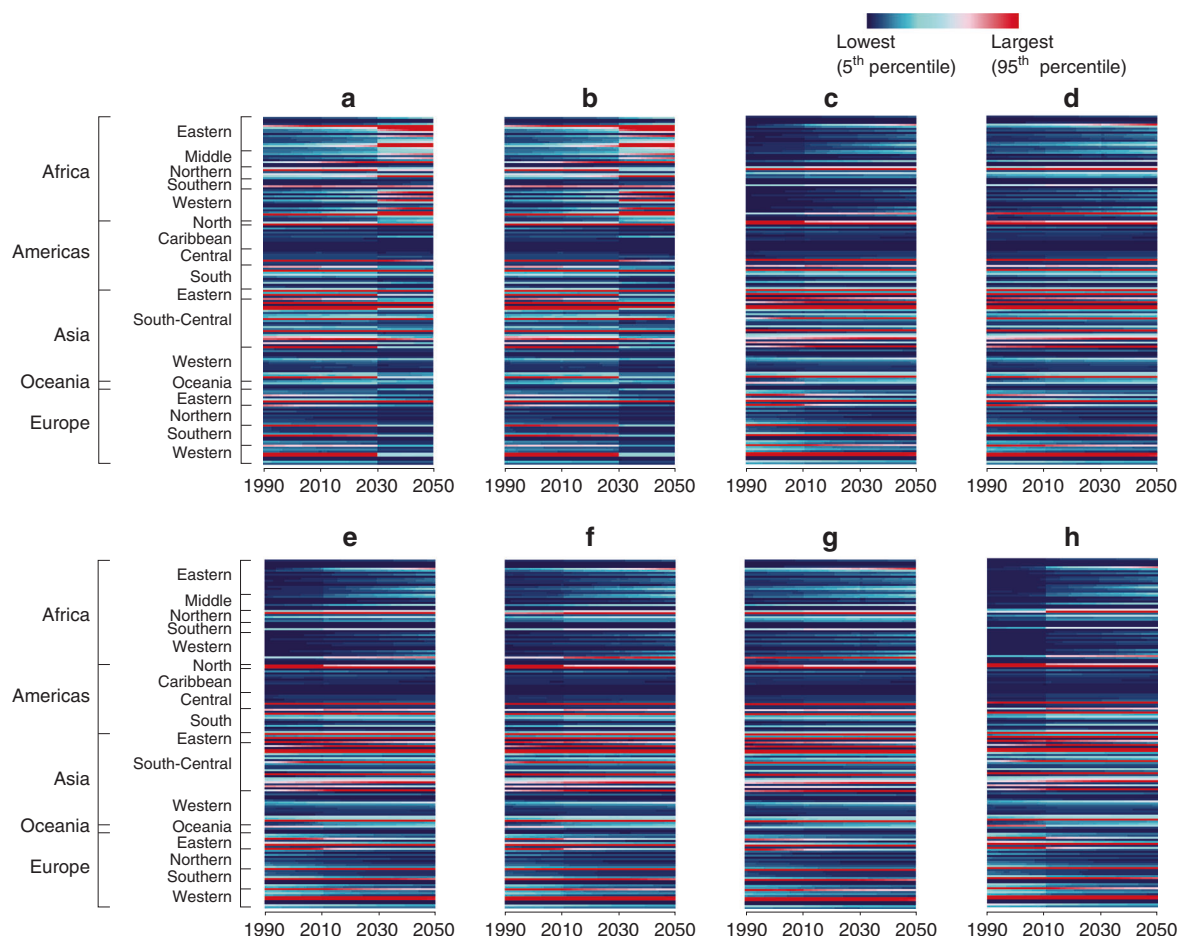 Lowest Largest
(5th percentile) (95th percentile)
a b c d
Africa
Eastern
Middle
Northern
Southern
Western
Americas
North
Caribbean
Central
South
Asia
Eastern
South-Central
Western
Oceania
Oceania
Europe
Eastern
Northern
Southern
Western
1990 2010 2030 2050 1990 2010 2030 2050 1990 2010 2030 2050 1990 2010 2030 2050
e f g h
Africa
Eastern
Middle
Northern
Southern
Western
Americas
North
Caribbean
Central
South
Asia
Eastern
South-Central
Western
Oceania
Oceania
Europe
Eastern
Northern
Southern
Western
1990 2010 2030 2050 1990 2010 2030 2050 1990 2010 2030 2050 1990 2010 2030 2050